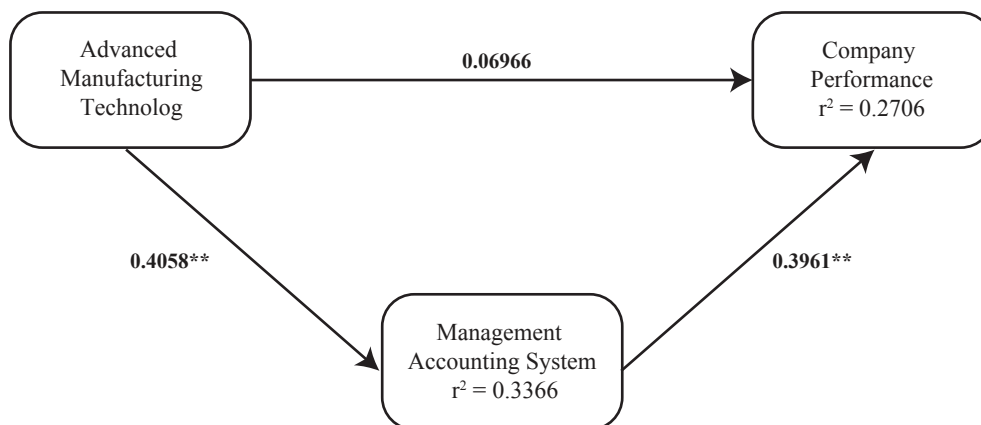 Advanced
Manufacturing
Technolog
0.06966
Company
Performance
r² = 0.2706
0.4058**
0.3961**
Management
Accounting System
r² = 0.3366